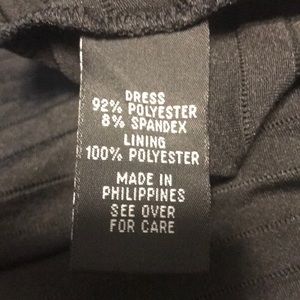 DRESS
92% POLYESTER
8% SPANDEX
LINING
100% POLYESTER
MADE IN
PHILIPPINES
SEE OVER
FOR CARE